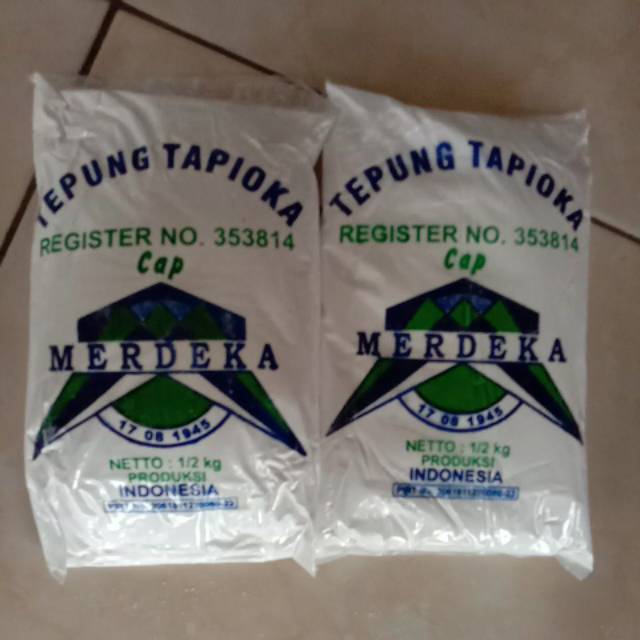 TEPUNG TAPIOKA
REGISTER NO. 353814
Cap
MERDEKA
17 08 1945
NETTO : 1/2 kg
PRODUKSI
INDONESIA
TEPUNG TAPIOKA
REGISTER NO. 353814
Cap
MERDEKA
17 08 1945
NETTO : 1/2 kg
PRODUKSI
INDONESIA